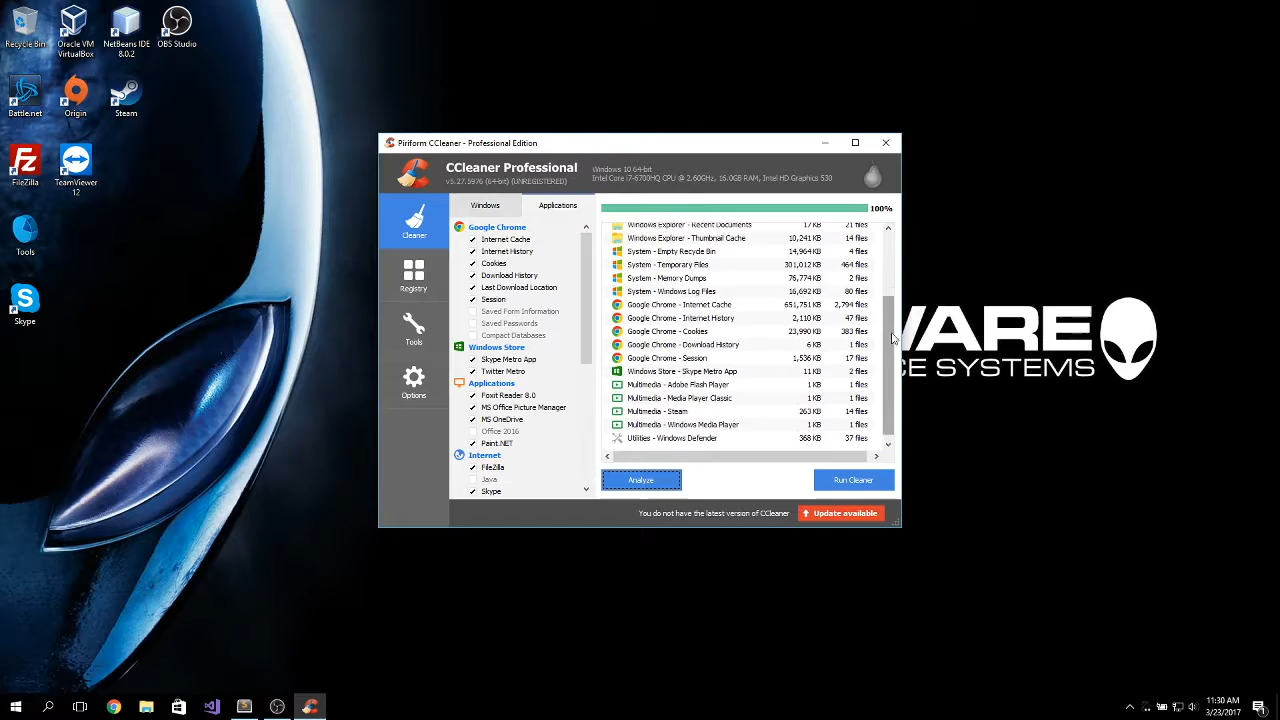 Recycle Bin
Oracle VM
VirtualBox
NetBeans IDE
8.0.2
OBS Studio
Battle.net
Origin
Steam
FileZilla
TeamViewer
12
Tools
Skype
Piriform CCleaner - Professional Edition
CCleaner Professional
v5.27.5976 (64-bit) (UNREGISTERED)
Windows 10 64-bit
Intel Core i7-6700HQ CPU @ 2.60GHz, 16.0GB RAM, Intel HD Graphics 530
Cleaner
Registry
Tools
Options
Windows
Applications
Google Chrome
Internet Cache
Internet History
Cookies
Download History
Last Download Location
Session
Saved Form Information
Saved Passwords
Compact Databases
Windows Store
Skype Metro App
Twitter Metro
Applications
Foxit Reader 8.0
MS Office Picture Manager
MS OneDrive
Office 2016
Paint.NET
Internet
FileZilla
Java
Skype
100%
Windows Explorer - Recent Documents 17 KB 21 files
Windows Explorer - Thumbnail Cache 10,241 KB 14 files
System - Empty Recycle Bin 14,964 KB 4 files
System - Temporary Files 301,012 KB 464 files
System - Memory Dumps 76,774 KB 2 files
System - Windows Log Files 16,692 KB 80 files
Google Chrome - Internet Cache 651,751 KB 2,794 files
Google Chrome - Internet History 2,110 KB 47 files
Google Chrome - Cookies 23,990 KB 383 files
Google Chrome - Download History 6 KB 1 files
Google Chrome - Session 1,536 KB 17 files
Windows Store - Skype Metro App 11 KB 2 files
Multimedia - Adobe Flash Player 1 KB 1 files
Multimedia - Media Player Classic 1 KB 1 files
Multimedia - Steam 263 KB 14 files
Multimedia - Windows Media Player 1 KB 1 files
Utilities - Windows Defender 368 KB 37 files
Analyze
Run Cleaner
You do not have the latest version of CCleaner
Update available
WARE
CE SYSTEMS
11:30 AM
3/23/2017